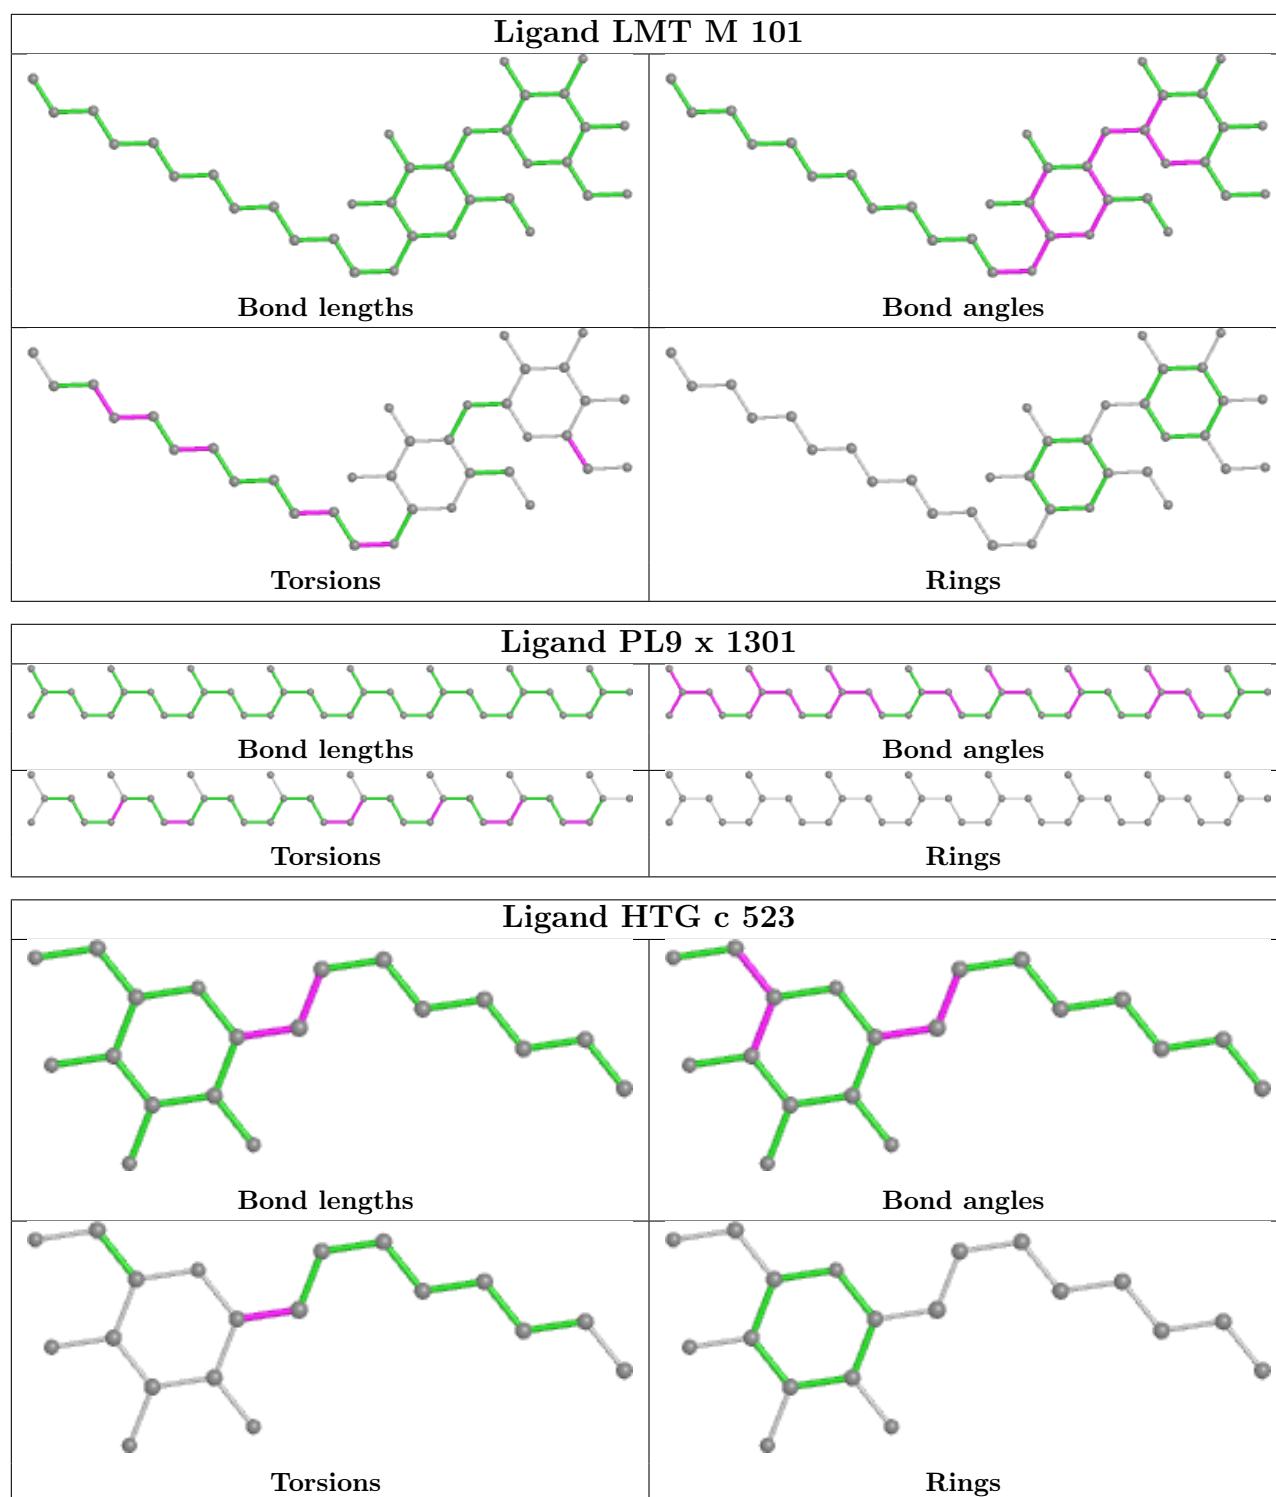 Ligand LMT M 101
Bond lengths
Bond angles
Torsions
Rings
Ligand PL9 x 1301
Bond lengths
Bond angles
Torsions
Rings
Ligand HTG c 523
Bond lengths
Bond angles
Torsions
Rings